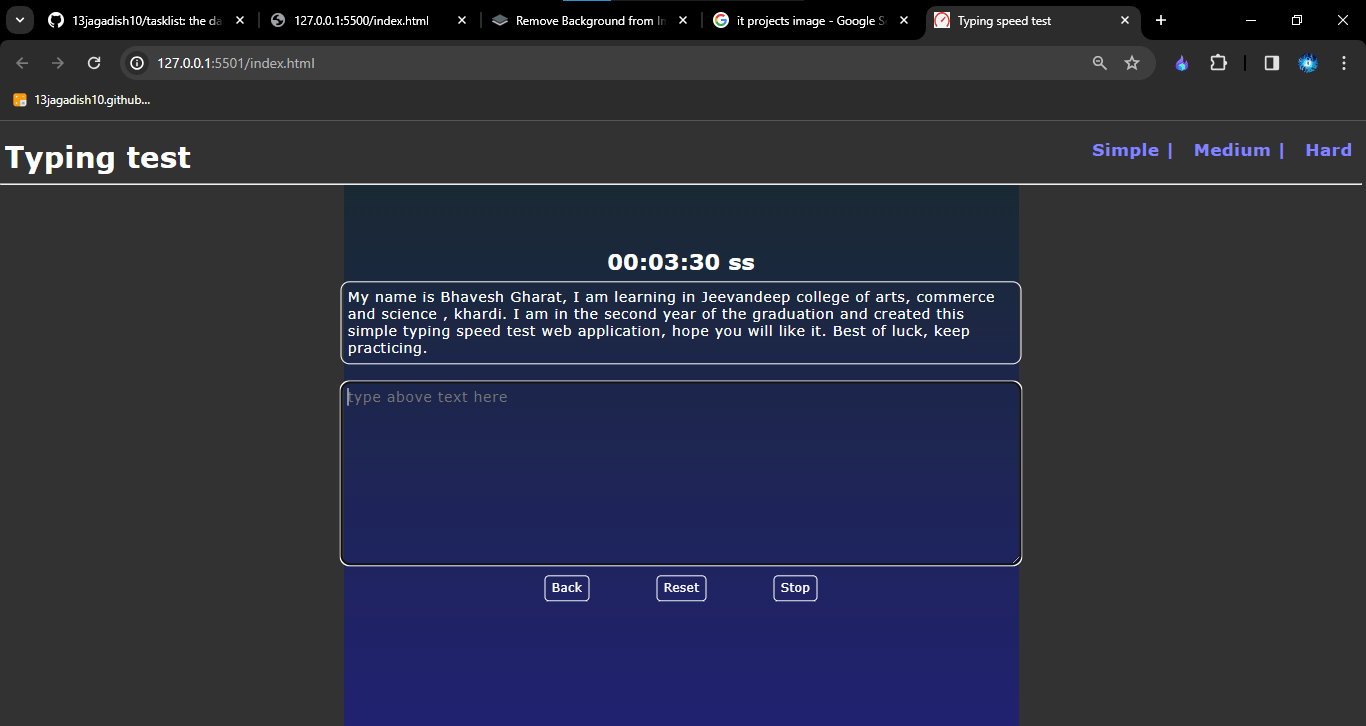 13jagadish10/tasklist: the da
127.0.0.1:5500/index.html
Remove Background from Im
it projects image - Google Se
Typing speed test
127.0.0.1:5501/index.html
13jagadish10.github...
Typing test
Simple |
Medium |
Hard
00:03:30 ss
My name is Bhavesh Gharat, I am learning in Jeevandeep college of arts, commerce
and science , khardi. I am in the second year of the graduation and created this
simple typing speed test web application, hope you will like it. Best of luck, keep
practicing.
type above text here
Back
Reset
Stop